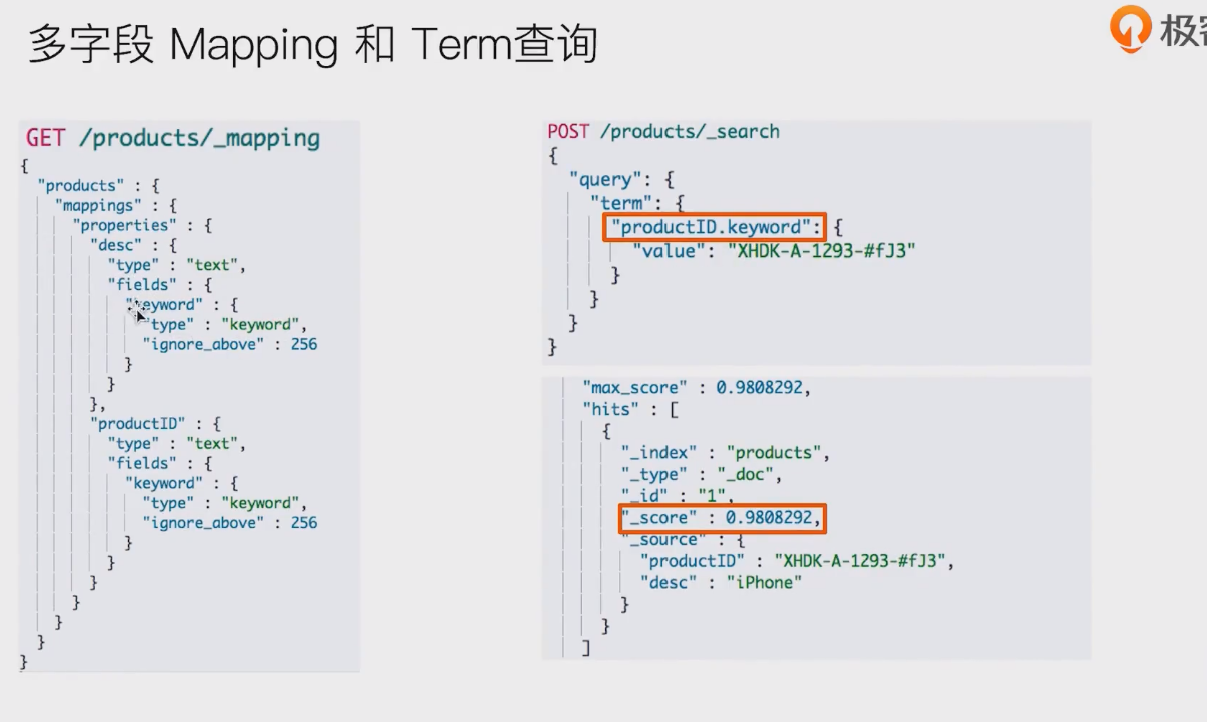 多字段 Mapping 和 Term查询
极客
GET /products/_mapping
{
"products" : {
"mappings" : {
"properties" : {
"desc" : {
"type" : "text",
"fields" : {
"keyword" : {
"type" : "keyword",
"ignore_above" : 256
}
}
},
"productID" : {
"type" : "text",
"fields" : {
"keyword" : {
"type" : "keyword",
"ignore_above" : 256
}
}
}
}
}
}
}
POST /products/_search
{
"query": {
"term": {
"productID.keyword": {
"value": "XHDK-A-1293-#fJ3"
}
}
}
}
"max_score" : 0.9808292,
"hits" : [
{
"_index" : "products",
"_type" : "_doc",
"_id" : "1",
"_score" : 0.9808292,
"_source" : {
"productID" : "XHDK-A-1293-#fJ3",
"desc" : "iPhone"
}
}
]